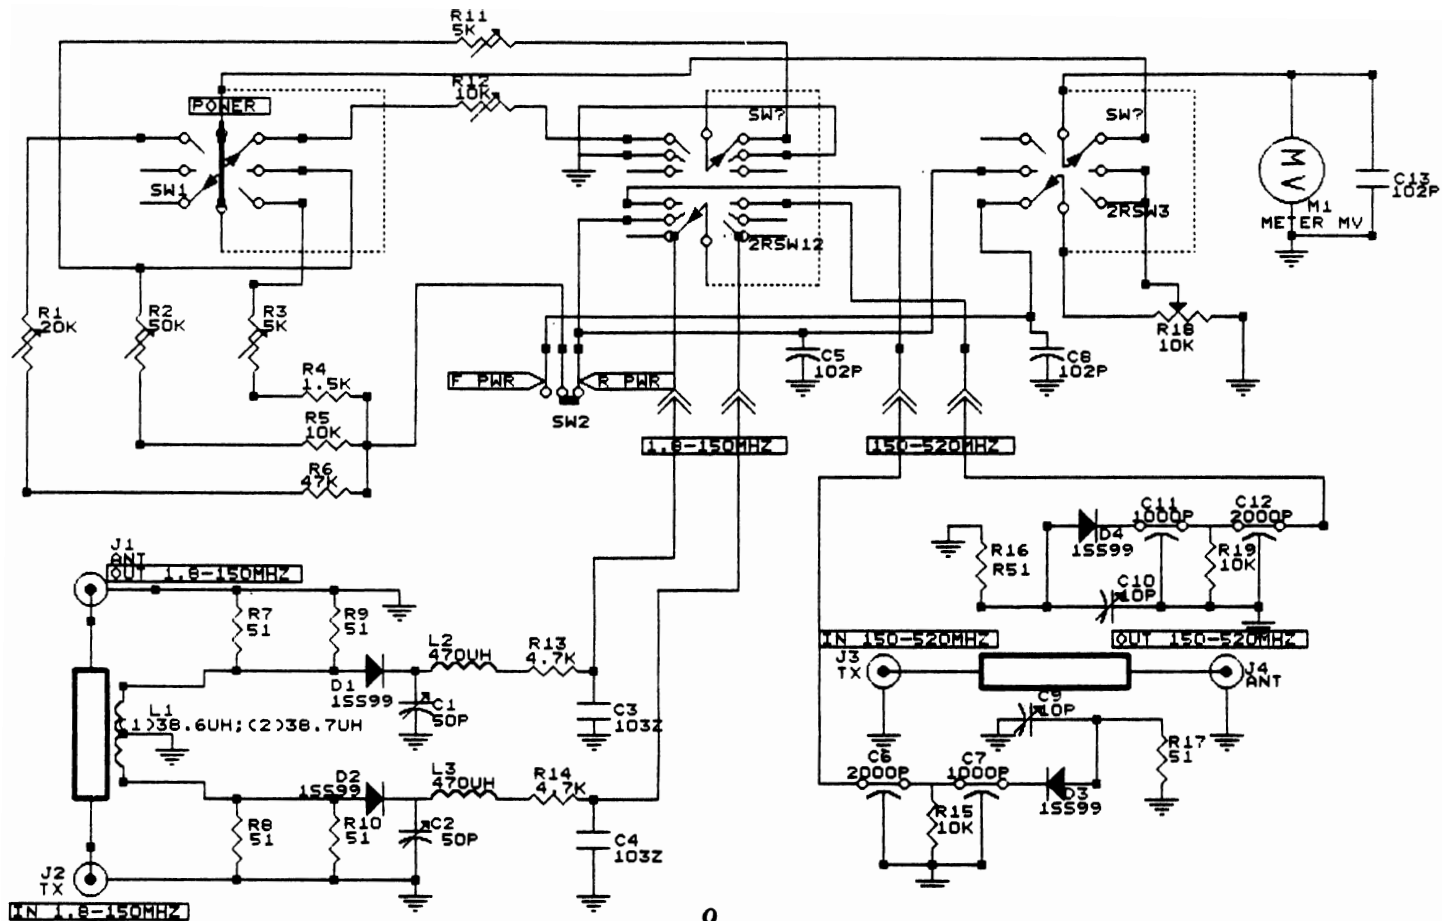 R11
5K
R12
10K
POWER
SW?
SW?
SW1
2RSW12
2RSW3
MV
M1
METER MV
C13
102P
R1
20K
R2
50K
R3
5K
R18
10K
C5
102P
C8
102P
R4
1.5K
R5
10K
R6
47K
F PWR
R PWR
SW2
1.8-150MHZ
150-520MHZ
J1
ANT
OUT 1.8-150MHZ
R7
51
R9
51
L2
470UH
R13
4.7K
D1
1SS99
C1
50P
C3
103Z
L1
(1)38.6UH;(2)38.7UH
D2
1SS99
L3
470UH
R14
4.7K
R8
51
R10
51
C2
50P
C4
103Z
J2
TX
IN 1.8-150MHZ
C11
1000P
C12
2000P
D4
1SS99
R16
R51
R19
10K
C10
10P
IN 150-520MHZ
OUT 150-520MHZ
J3
TX
J4
ANT
C9
10P
R17
51
C6
2000P
C7
1000P
D3
1SS99
R15
10K
9